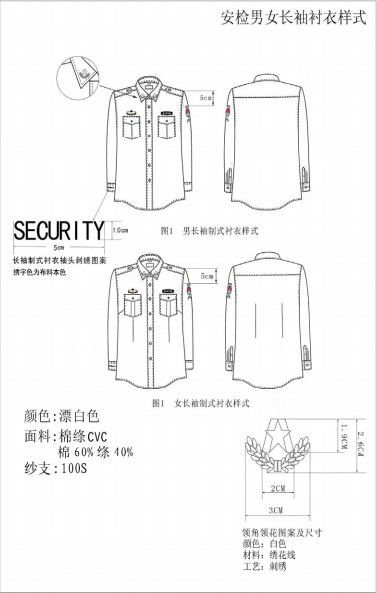 安检男女长袖衬衣样式
5cm
SECURITY
1.0cm
5cm
长袖制式衬衣袖头刺绣图案
绣字色为布料本色
图1 男长袖制式衬衣样式
5cm
图1 女长袖制式衬衣样式
颜色:漂白色
面料:棉绦CVC
棉60%绦40%
纱支:100S
1.9CM
2.6C4
2CM
3CM
领角领花图案及尺寸
颜色：白色
材料：绣花线
工艺：刺绣